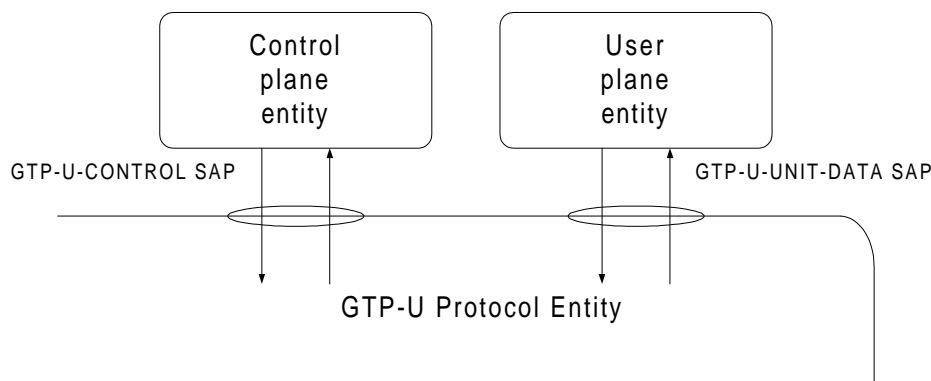 Control
plane
entity
User
plane
entity
GTP-U-CONTROL SAP
GTP-U-UNIT-DATA SAP
GTP-U Protocol Entity